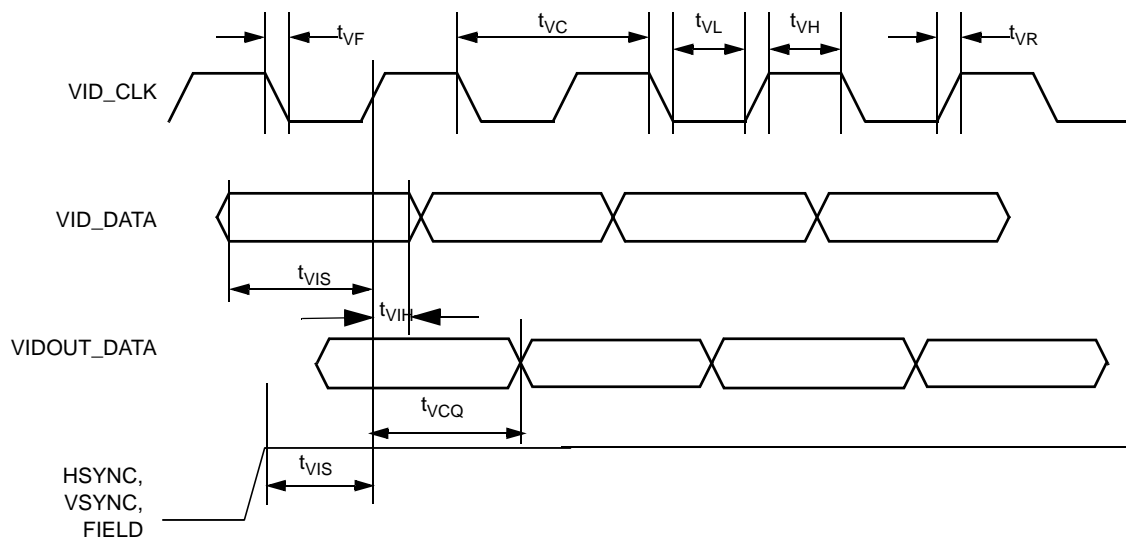 tVF
tVC
tVL
tVH
tVR
VID_CLK
VID_DATA
tVIS
tVIH
VIDOUT_DATA
tVCQ
tVIS
HSYNC,
VSYNC,
FIELD